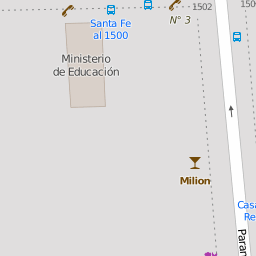 1502
Santa Fe
al 1500
N° 3
Ministerio
de Educación
Milion
Casa
Re
Paran